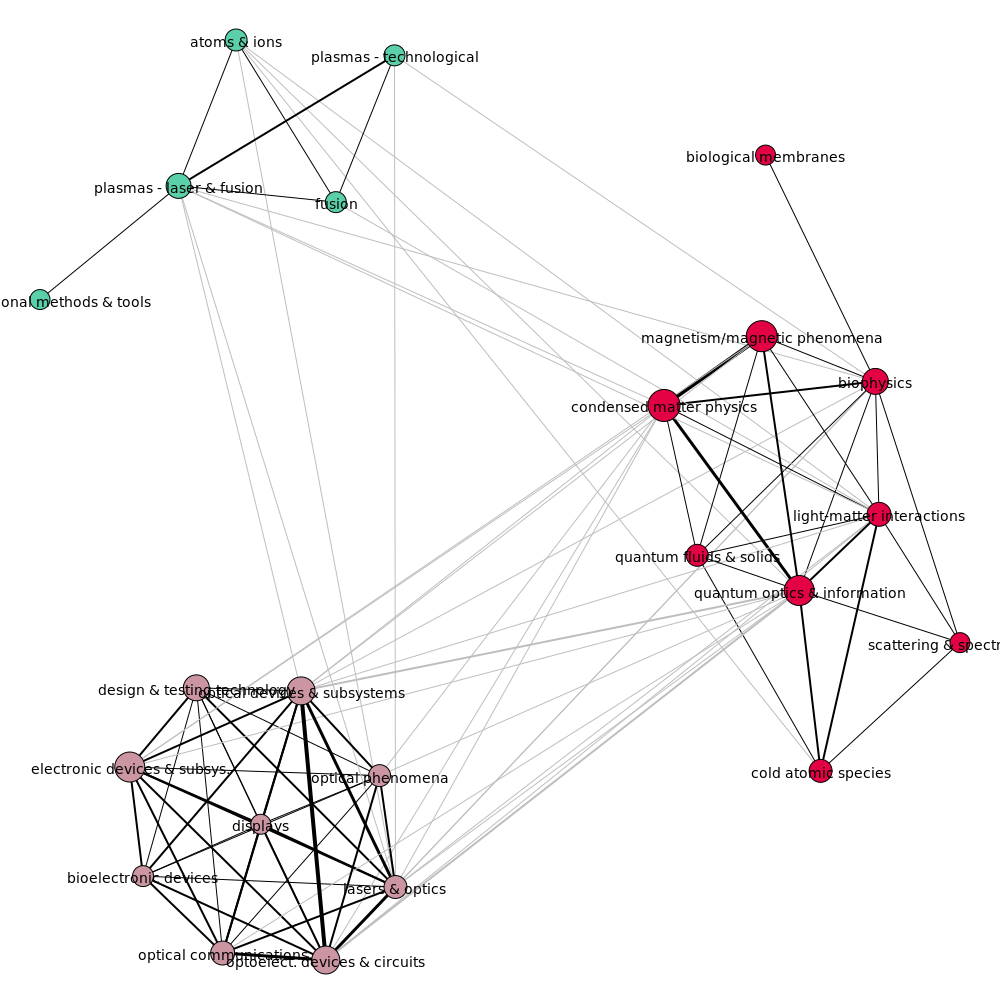 atoms & ions
plasmas - technological
biological membranes
plasmas - laser & fusion
fusion
onal methods & tools
magnetism/magnetic phenomena
biophysics
condensed matter physics
light-matter interactions
quantum fluids & solids
quantum optics & information
scattering & spectr
design & testing technology
optical devices & subsystems
electronic devices & subsys.
optical phenomena
cold atomic species
displays
bioelectronic devices
lasers & optics
optical communications
optoelect. devices & circuits